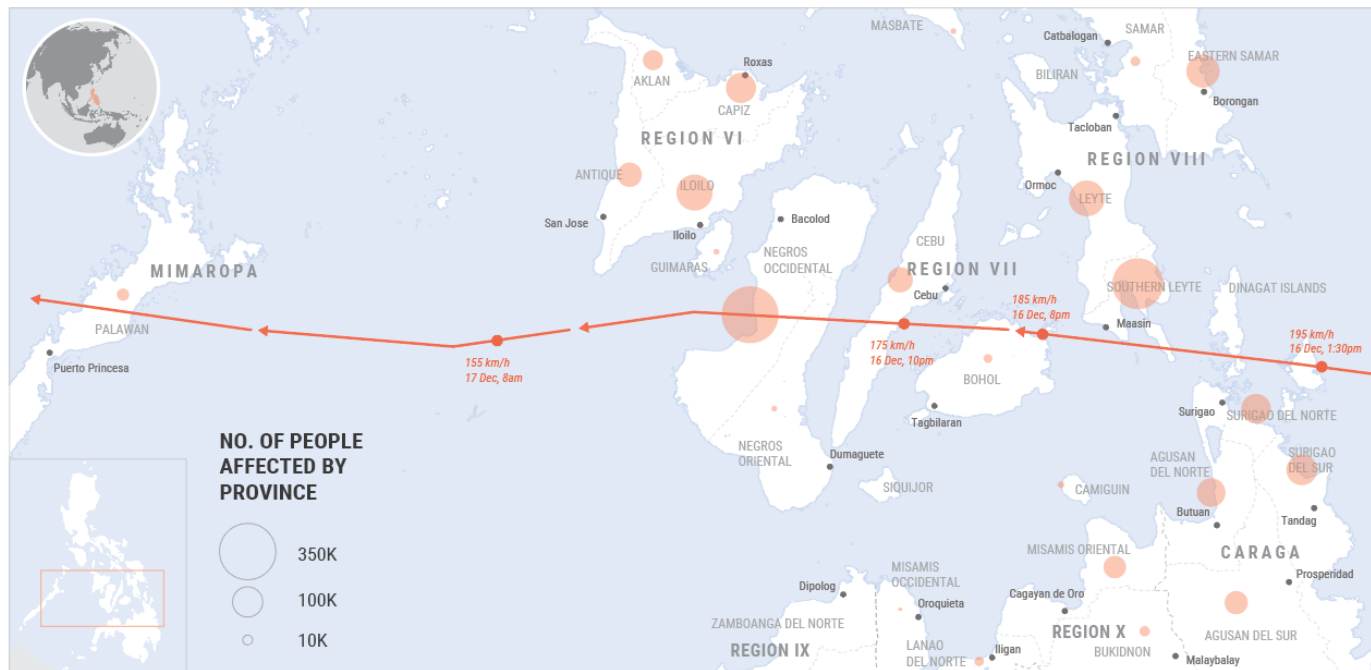 MASBATE
Catbalogan
SAMAR
EASTERN SAMAR
AKLAN
Roxas
CAPIZ
BILIRAN
Borongan
REGION VI
Tacloban
REGION VIII
ANTIQUE
ILOILO
Ormoc
LEYTE
San Jose
Iloilo
Bacolod
CEBU
GUIMARAS
NEGROS
OCCIDENTAL
REGION VII
MIMAROPA
Cebu
SOUTHERN LEYTE
DINAGAT ISLANDS
185 km/h
16 Dec, 8pm
Maasin
PALAWAN
Puerto Princesa
155 km/h
17 Dec, 8am
175 km/h
16 Dec, 10pm
195 km/h
16 Dec, 1:30pm
BOHOL
Tagbilaran
Surigao
SURIGAO DEL NORTE
NEGROS
ORIENTAL
Dumaguete
AGUSAN
DEL NORTE
SURIGAO
DEL SUR
SIQUIJOR
CAMIGUIN
Butuan
Tandag
NO. OF PEOPLE
AFFECTED BY
PROVINCE
350K
100K
10K
MISAMIS ORIENTAL
CARAGA
MISAMIS
OCCIDENTAL
Prosperidad
Dipolog
Oroquieta
Cagayan de Oro
ZAMBOANGA DEL NORTE
REGION IX
LANAO
DEL NORTE
Iligan
REGION X
BUKIDNON
Malaybalay
AGUSAN DEL SUR